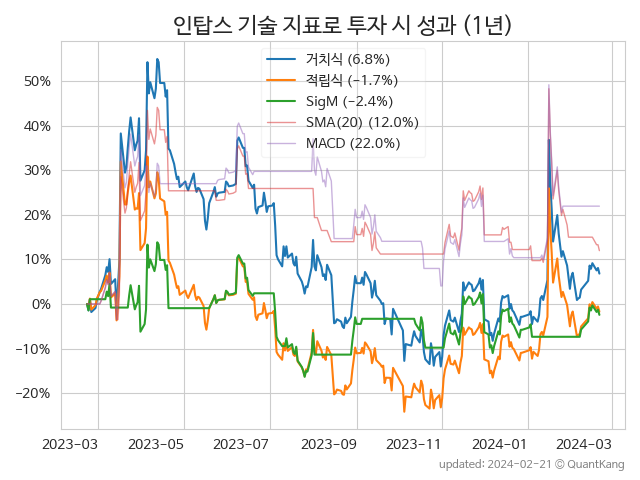 인탑스 기술 지표로 투자 시 성과 (1년)
거치식 (6.8%)
적립식 (−1.7%)
SigM (−2.4%)
SMA(20) (12.0%)
MACD (22.0%)
50%
40%
30%
20%
10%
0%
−10%
−20%
2023-03 2023-05 2023-07 2023-09 2023-11 2024-01 2024-03
updated: 2024-02-21 © QuantKang